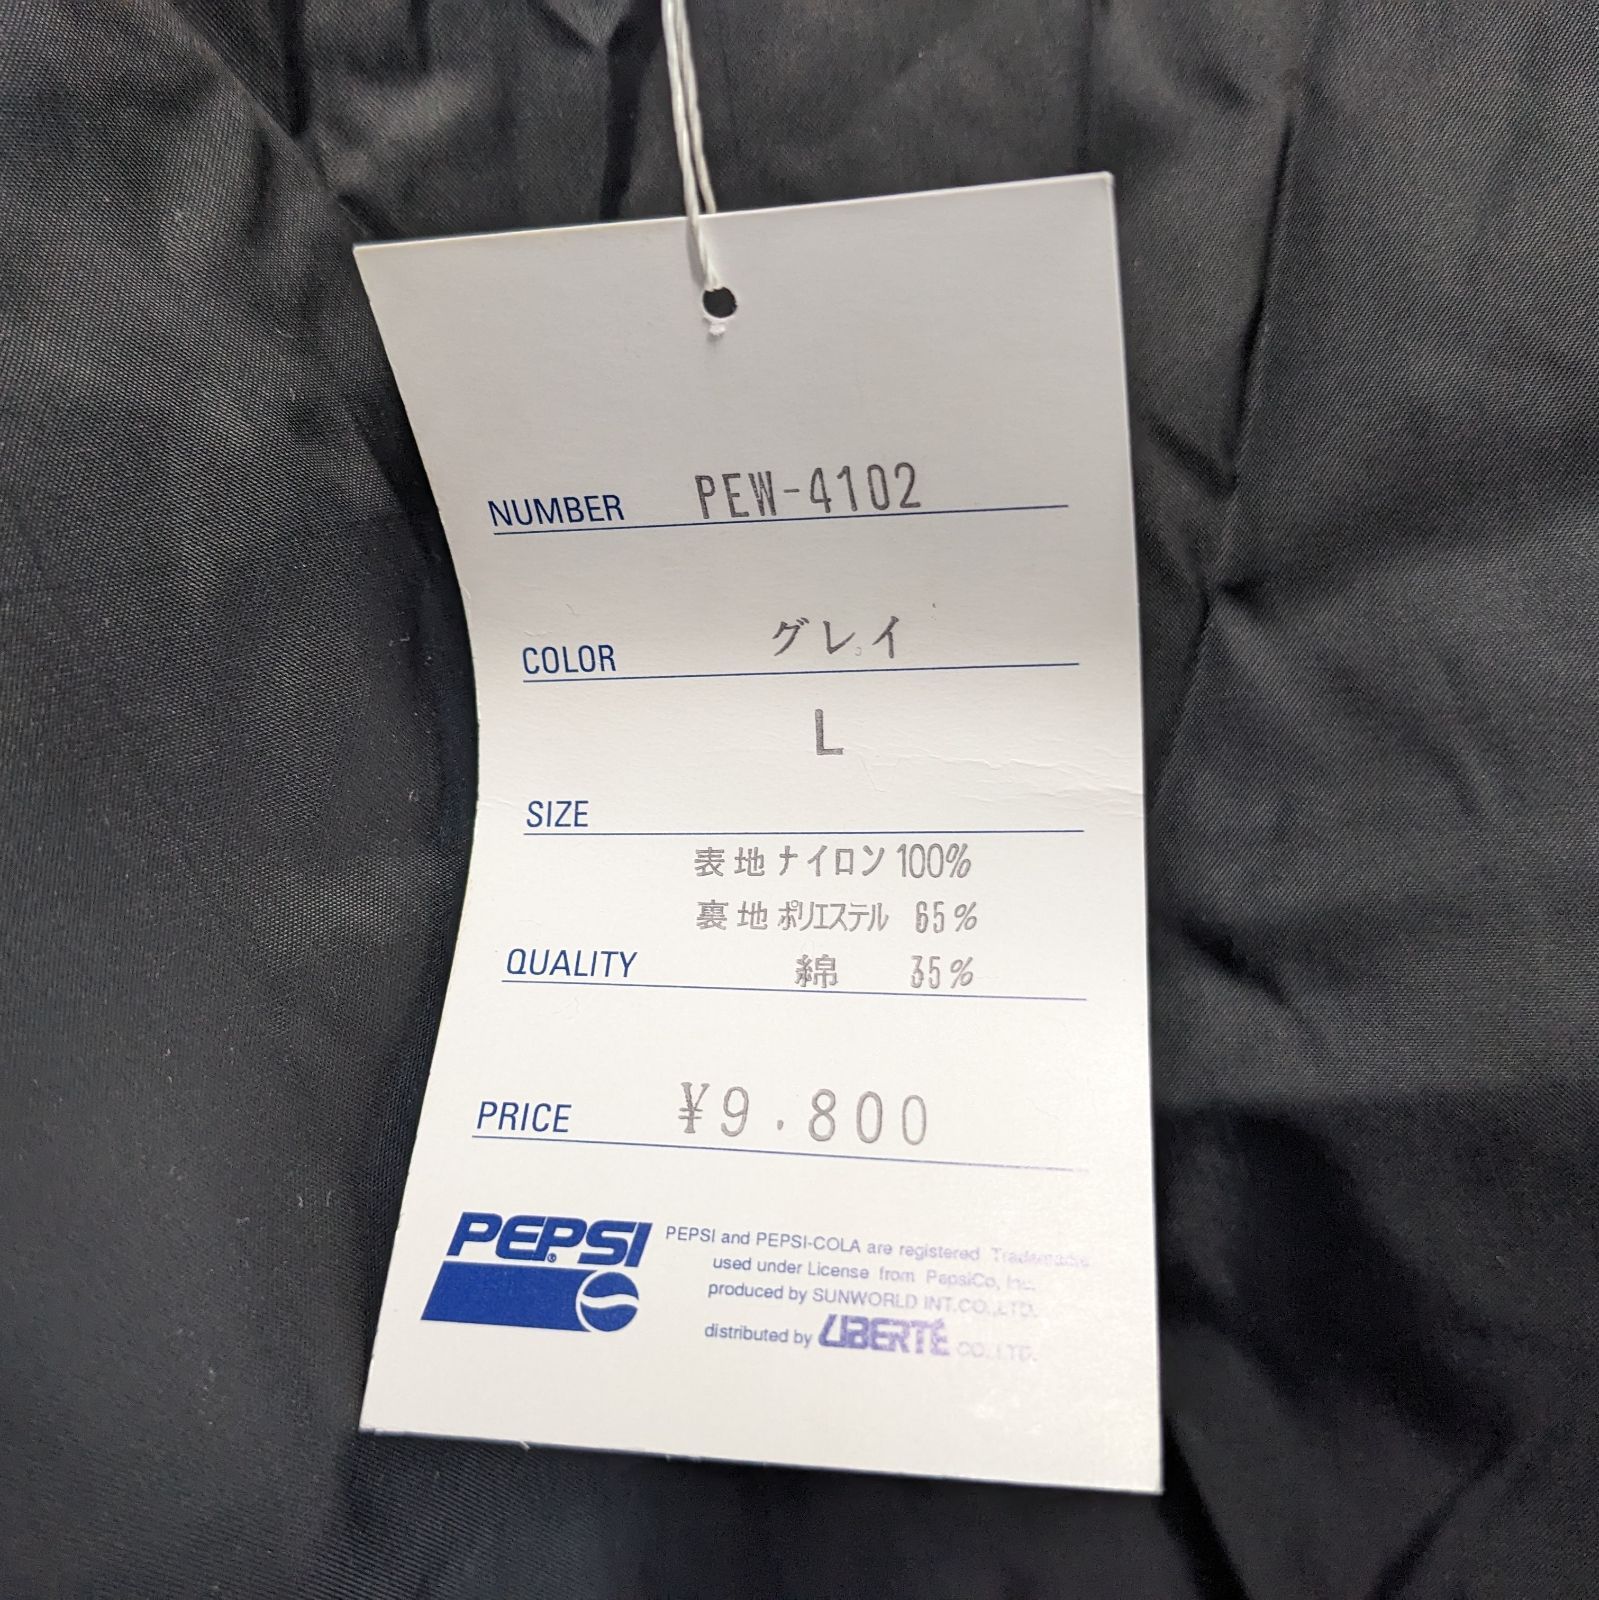 NUMBER PEW-4102
COLOR グレイ
L
SIZE
表地 ナイロン 100%
裏地 ポリエステル 65%
QUALITY 綿 35%
PRICE ¥9.800
PEPSI®
PEPSI and PEPSI-COLA are registered Trademarks
used under License from PepsiCo, Inc.
produced by SUNWORLD INT.CO.,LTD.
distributed by LIBERTÉ CO.LTD.